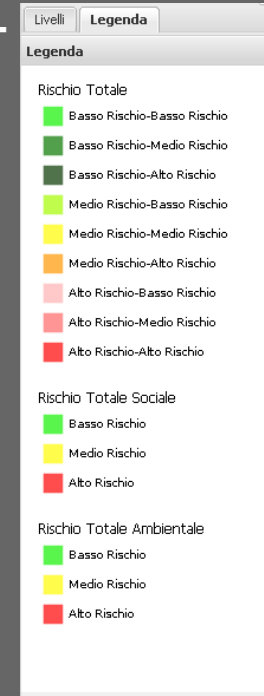 Livelli
Legenda
Legenda
Rischio Totale
Basso Rischio-Basso Rischio
Basso Rischio-Medio Rischio
Basso Rischio-Alto Rischio
Medio Rischio-Basso Rischio
Medio Rischio-Medio Rischio
Medio Rischio-Alto Rischio
Alto Rischio-Basso Rischio
Alto Rischio-Medio Rischio
Alto Rischio-Alto Rischio
Rischio Totale Sociale
Basso Rischio
Medio Rischio
Alto Rischio
Rischio Totale Ambientale
Basso Rischio
Medio Rischio
Alto Rischio